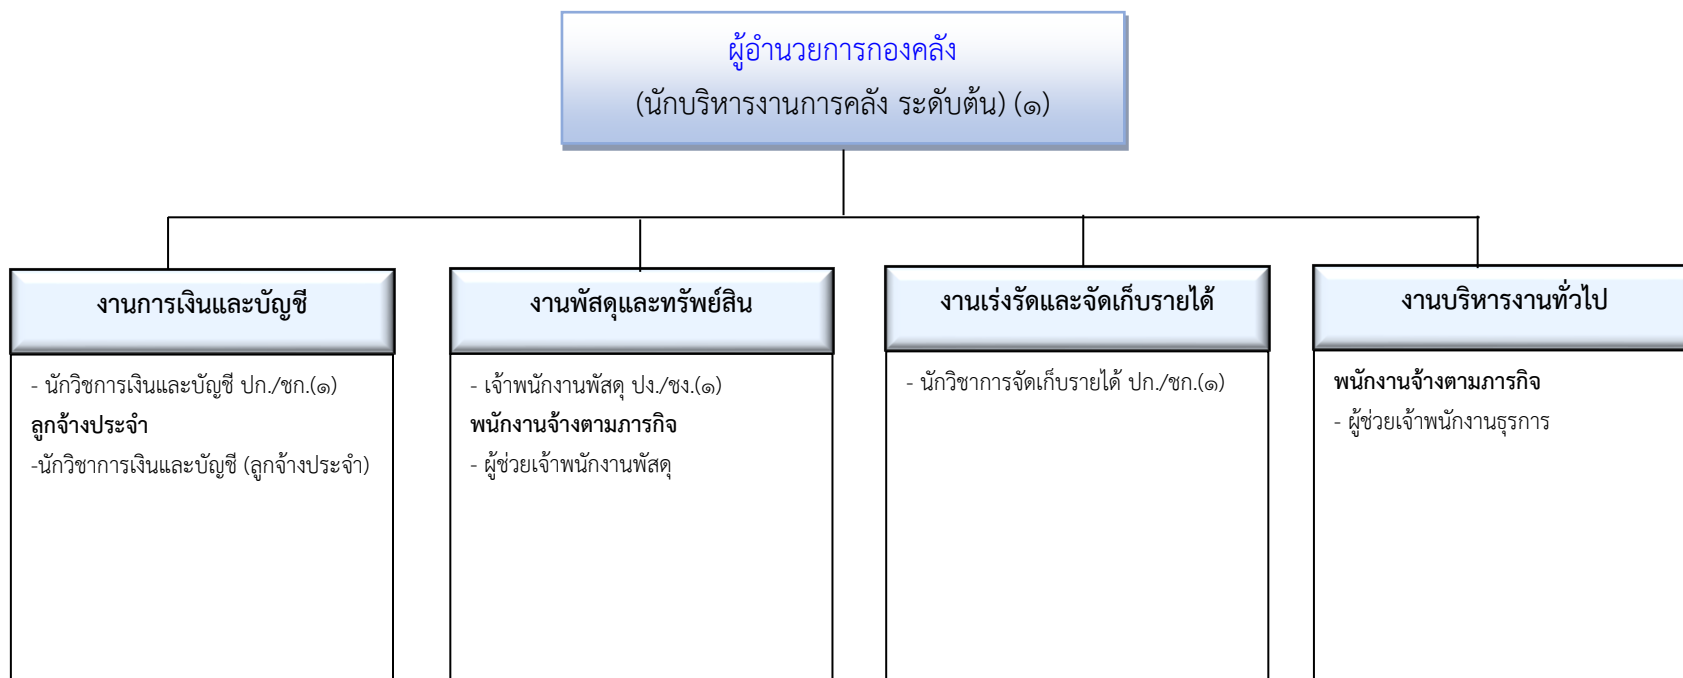 ผู้อำนวยการกองคลัง
(นักบริหารงานการคลัง ระดับต้น) (๑)
งานการเงินและบัญชี
- นักวิชการเงินและบัญชี ปก./ชก.(๑)
ลูกจ้างประจำ
-นักวิชาการเงินและบัญชี (ลูกจ้างประจำ)
งานพัสดุและทรัพย์สิน
- เจ้าพนักงานพัสดุ ปง./ชง.(๑)
พนักงานจ้างตามภารกิจ
- ผู้ช่วยเจ้าพนักงานพัสดุ
งานเร่งรัดและจัดเก็บรายได้
- นักวิชาการจัดเก็บรายได้ ปก./ชก.(๑)
งานบริหารงานทั่วไป
พนักงานจ้างตามภารกิจ
- ผู้ช่วยเจ้าพนักงานธุรการ